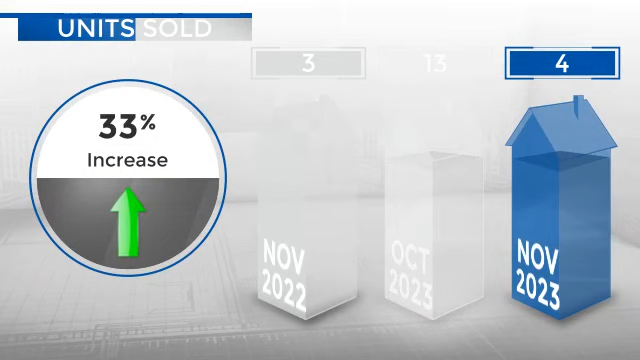 UNITS SOLD
3
13
4
33%
Increase
NOV
2022
OCT
2023
NOV
2023